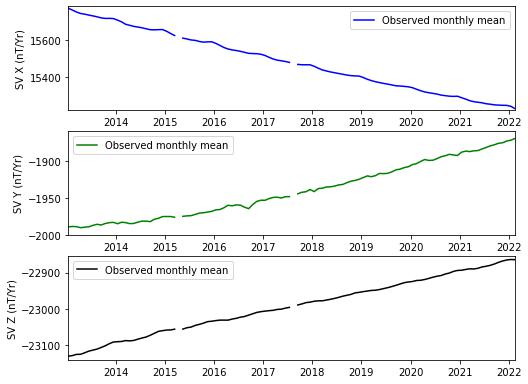 SV X (nT/Yr)
15600
15400
Observed monthly mean
2014 2015 2016 2017 2018 2019 2020 2021 2022
SV Y (nT/Yr)
−1900
−1950
−2000
Observed monthly mean
2014 2015 2016 2017 2018 2019 2020 2021 2022
SV Z (nT/Yr)
−22900
−23000
−23100
Observed monthly mean
2014 2015 2016 2017 2018 2019 2020 2021 2022